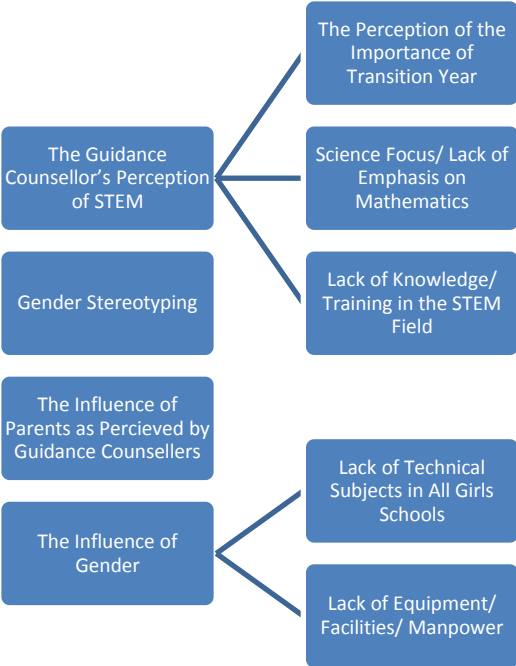 The Guidance
Counsellor's Perception
of STEM
The Perception of the
Importance of
Transition Year
Science Focus/ Lack of
Emphasis on
Mathematics
Lack of Knowledge/
Training in the STEM
Field
Gender Stereotyping
The Influence of
Parents as Percieved by
Guidance Counsellers
The Influence of
Gender
Lack of Technical
Subjects in All Girls
Schools
Lack of Equipment/
Facilities/ Manpower